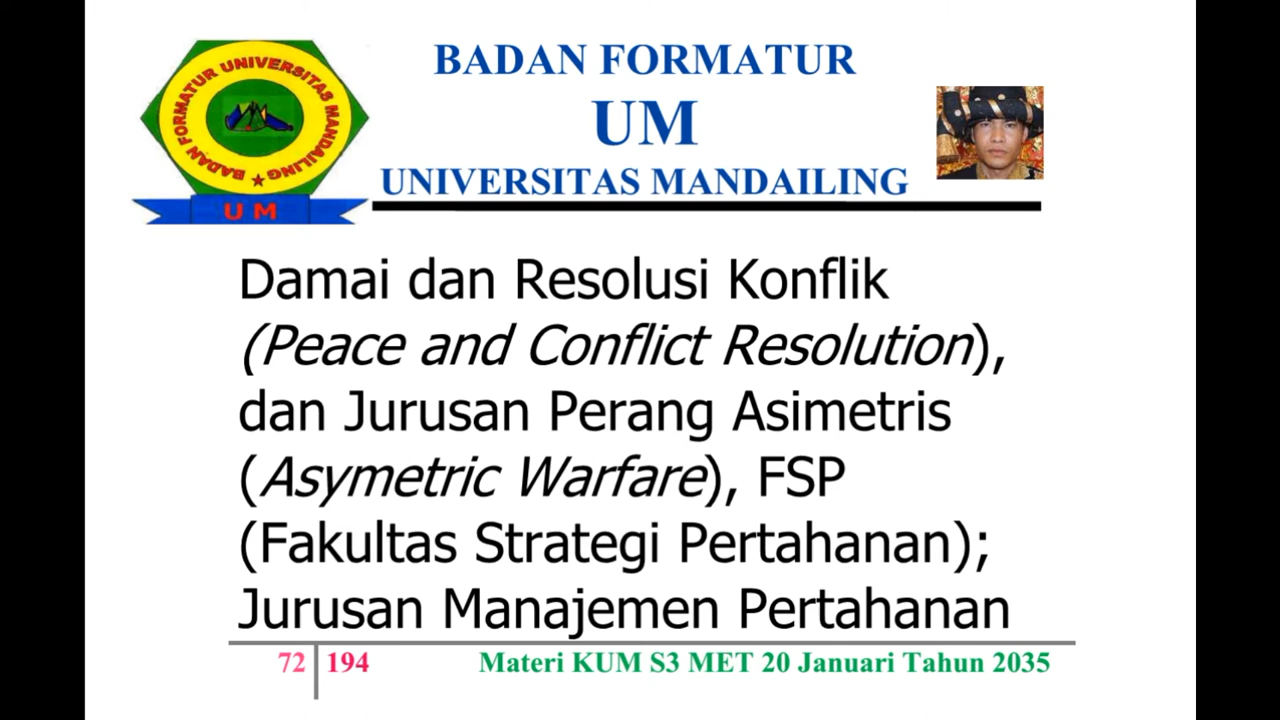 BADAN FORMATUR UNIVERSITAS MANDAILING
U M
BADAN FORMATUR
UM
UNIVERSITAS MANDAILING
Damai dan Resolusi Konflik
(Peace and Conflict Resolution),
dan Jurusan Perang Asimetris
(Asymetric Warfare), FSP
(Fakultas Strategi Pertahanan);
Jurusan Manajemen Pertahanan
72 194 Materi KUM S3 MET 20 Januari Tahun 2035